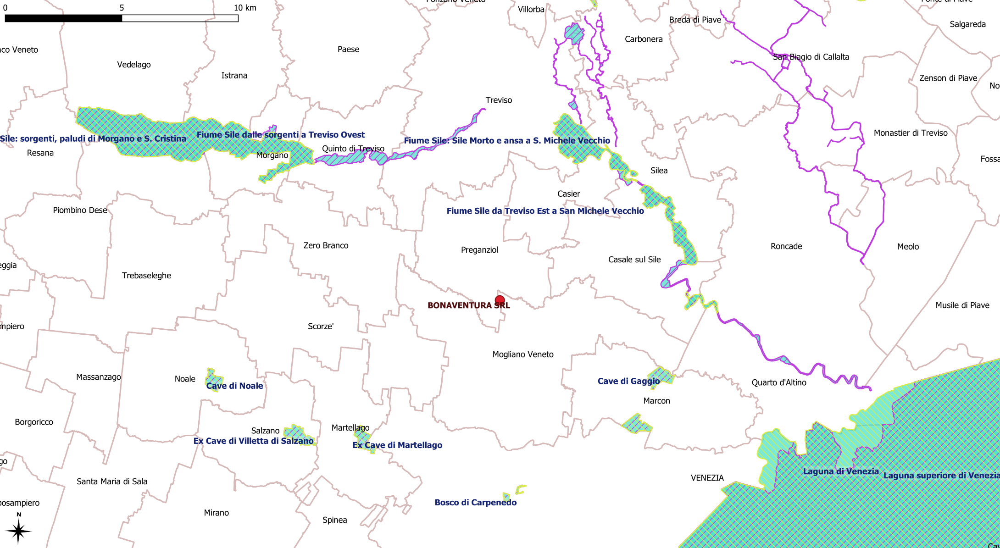 0 5 10 km
Ponzano Veneto
Villorba
Ponte di Piave
Breda di Piave
Salgareda
Carbonera
Paese
Vedelago
San Biagio di Callalta
Istrana
Zenson di Piave
Treviso
Monastier di Treviso
Fiume Sile dalle sorgenti a Treviso Ovest
Sile: sorgenti, paludi di Morgano e S. Cristina
Fiume Sile: Sile Morto e ansa a S. Michele Vecchio
Quinto di Treviso
Resana
Morgano
Silea
Casier
Piombino Dese
Fiume Sile da Treviso Est a San Michele Vecchio
Zero Branco
Roncade
Meolo
Preganziol
Casale sul Sile
Trebaseleghe
BONAVENTURA SRL
Musile di Piave
Scorze'
Mogliano Veneto
Massanzago
Noale
Cave di Noale
Cave di Gaggio
Quarto d'Altino
Marcon
Borgoricco
Martellago
Salzano
Ex Cave di Villetta di Salzano
Ex Cave di Martellago
Laguna di Venezia
Laguna superiore di Venezia
VENEZIA
Santa Maria di Sala
Bosco di Carpenedo
Mirano
N
Spinea